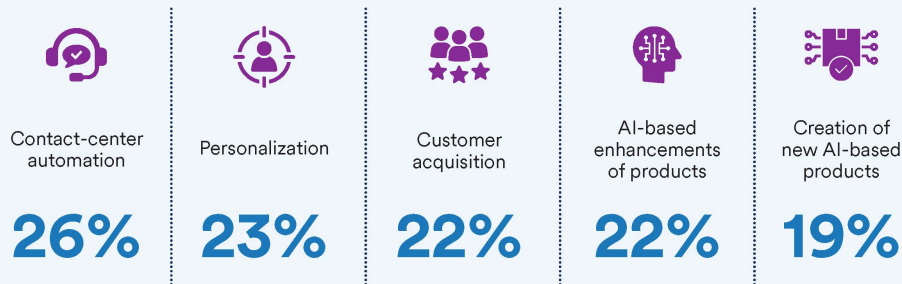 Contact-center
automation
26%
Personalization
23%
Customer
acquisition
22%
AI-based
enhancements
of products
22%
Creation of
new AI-based
products
19%